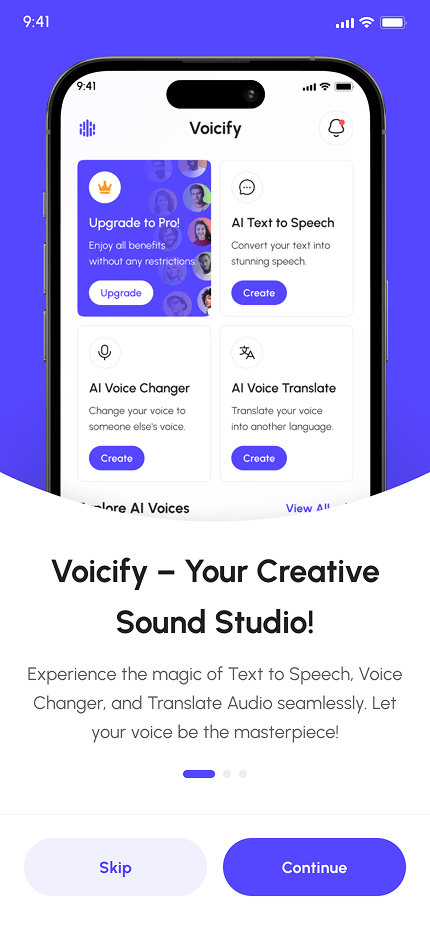 9:41
9:41
Voicify
Upgrade to Pro!
Enjoy all benefits
without any restrictions.
Upgrade
AI Text to Speech
Convert your text into
stunning speech.
Create
AI Voice Changer
Change your voice to
someone else's voice.
Create
AI Voice Translate
Translate your voice
into another language.
Create
Explore AI Voices
View All
Voicify – Your Creative
Sound Studio!
Experience the magic of Text to Speech, Voice
Changer, and Translate Audio seamlessly. Let
your voice be the masterpiece!
Skip
Continue